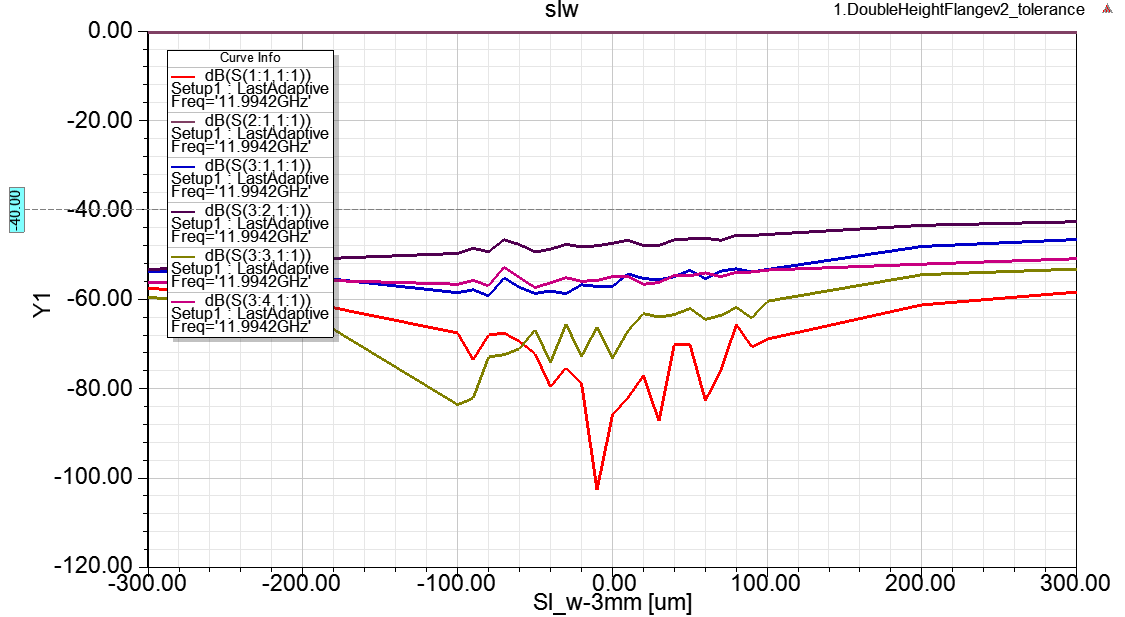 slw
1.DoubleHeightFlangev2_tolerance
0.00
-20.00
-40.00
-60.00
-80.00
-100.00
-120.00
-40.00
Y1
Curve Info
dB(S(1:1,1:1))
Setup1 : LastAdaptive
Freq='11.9942GHz'
dB(S(2:1,1:1))
Setup1 : LastAdaptive
Freq='11.9942GHz'
dB(S(3:1,1:1))
Setup1 : LastAdaptive
Freq='11.9942GHz'
dB(S(3:2,1:1))
Setup1 : LastAdaptive
Freq='11.9942GHz'
dB(S(3:3,1:1))
Setup1 : LastAdaptive
Freq='11.9942GHz'
dB(S(3:4,1:1))
Setup1 : LastAdaptive
Freq='11.9942GHz'
-300.00 -200.00 -100.00 0.00 100.00 200.00 300.00
Sl_w-3mm [um]